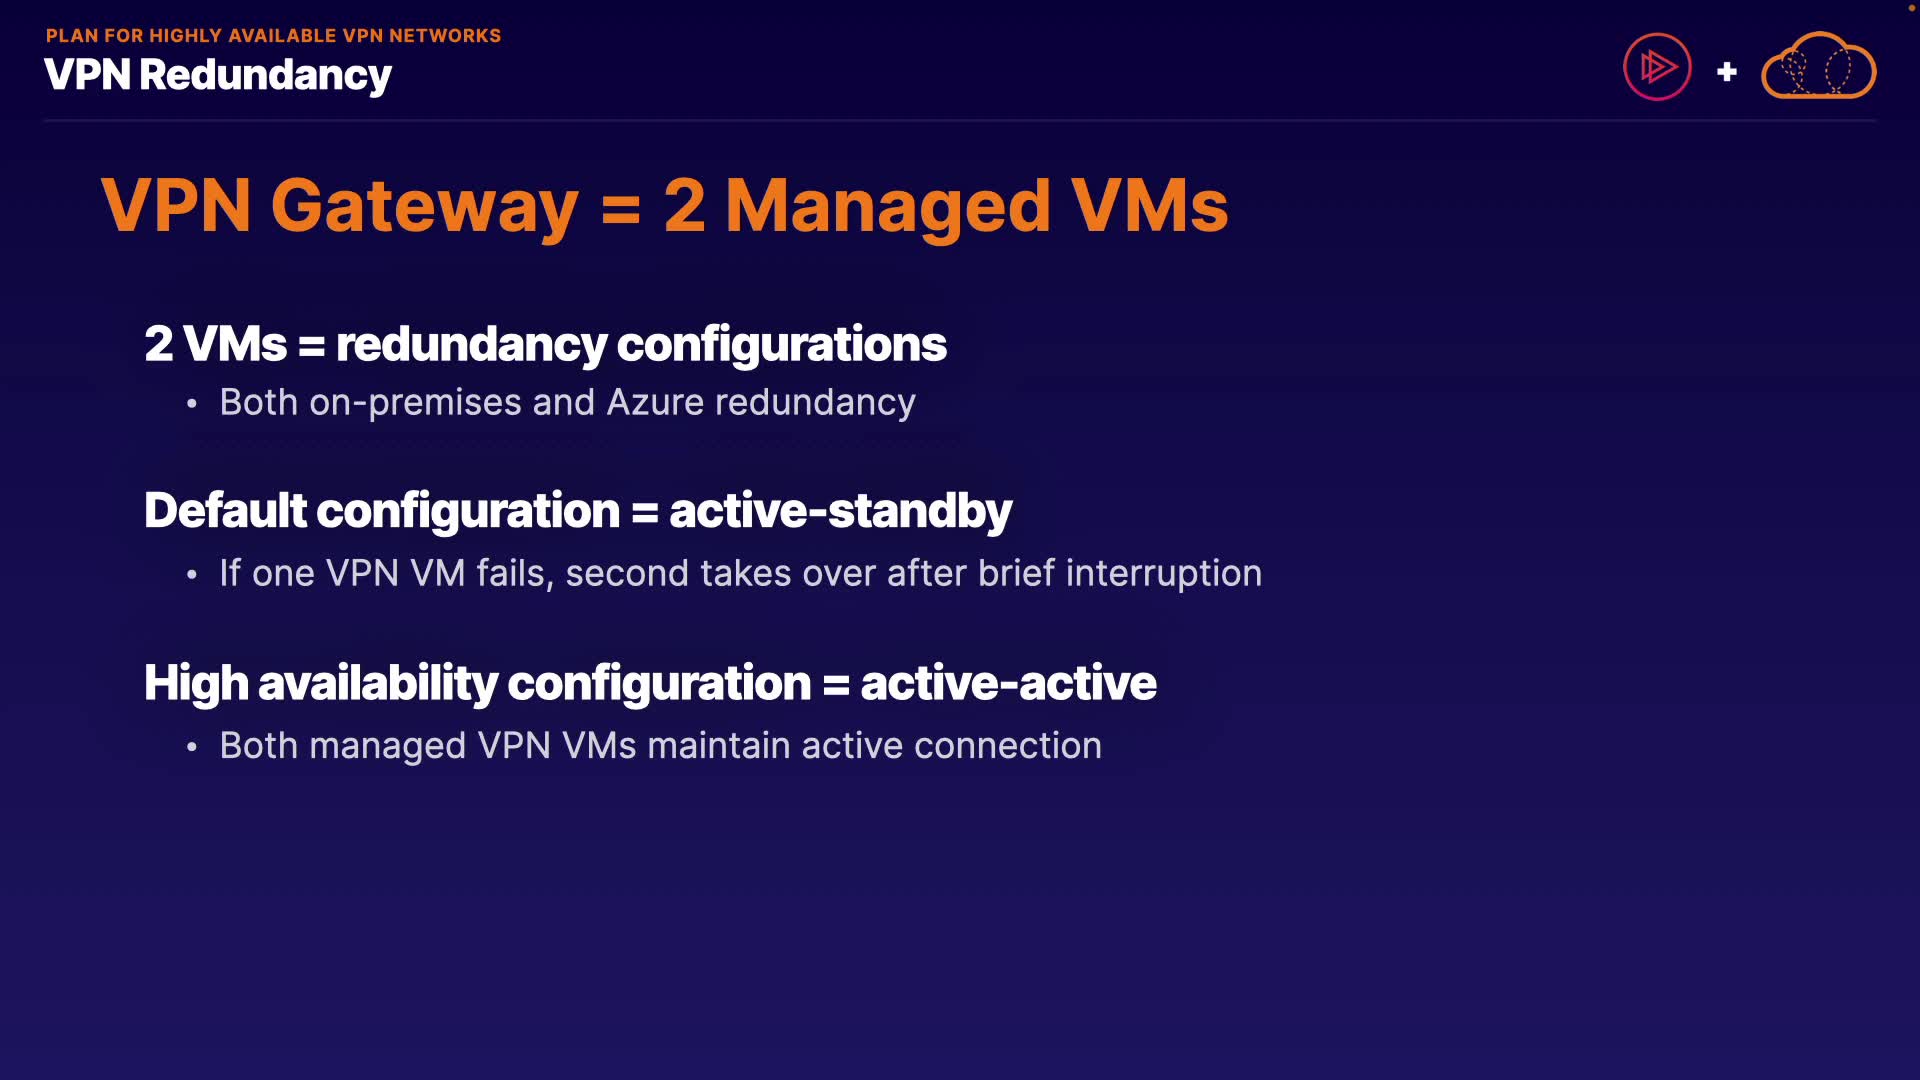 PLAN FOR HIGHLY AVAILABLE VPN NETWORKS
VPN Redundancy
+
VPN Gateway = 2 Managed VMs
2 VMs = redundancy configurations
• Both on-premises and Azure redundancy
Default configuration = active-standby
• If one VPN VM fails, second takes over after brief interruption
High availability configuration = active-active
• Both managed VPN VMs maintain active connection